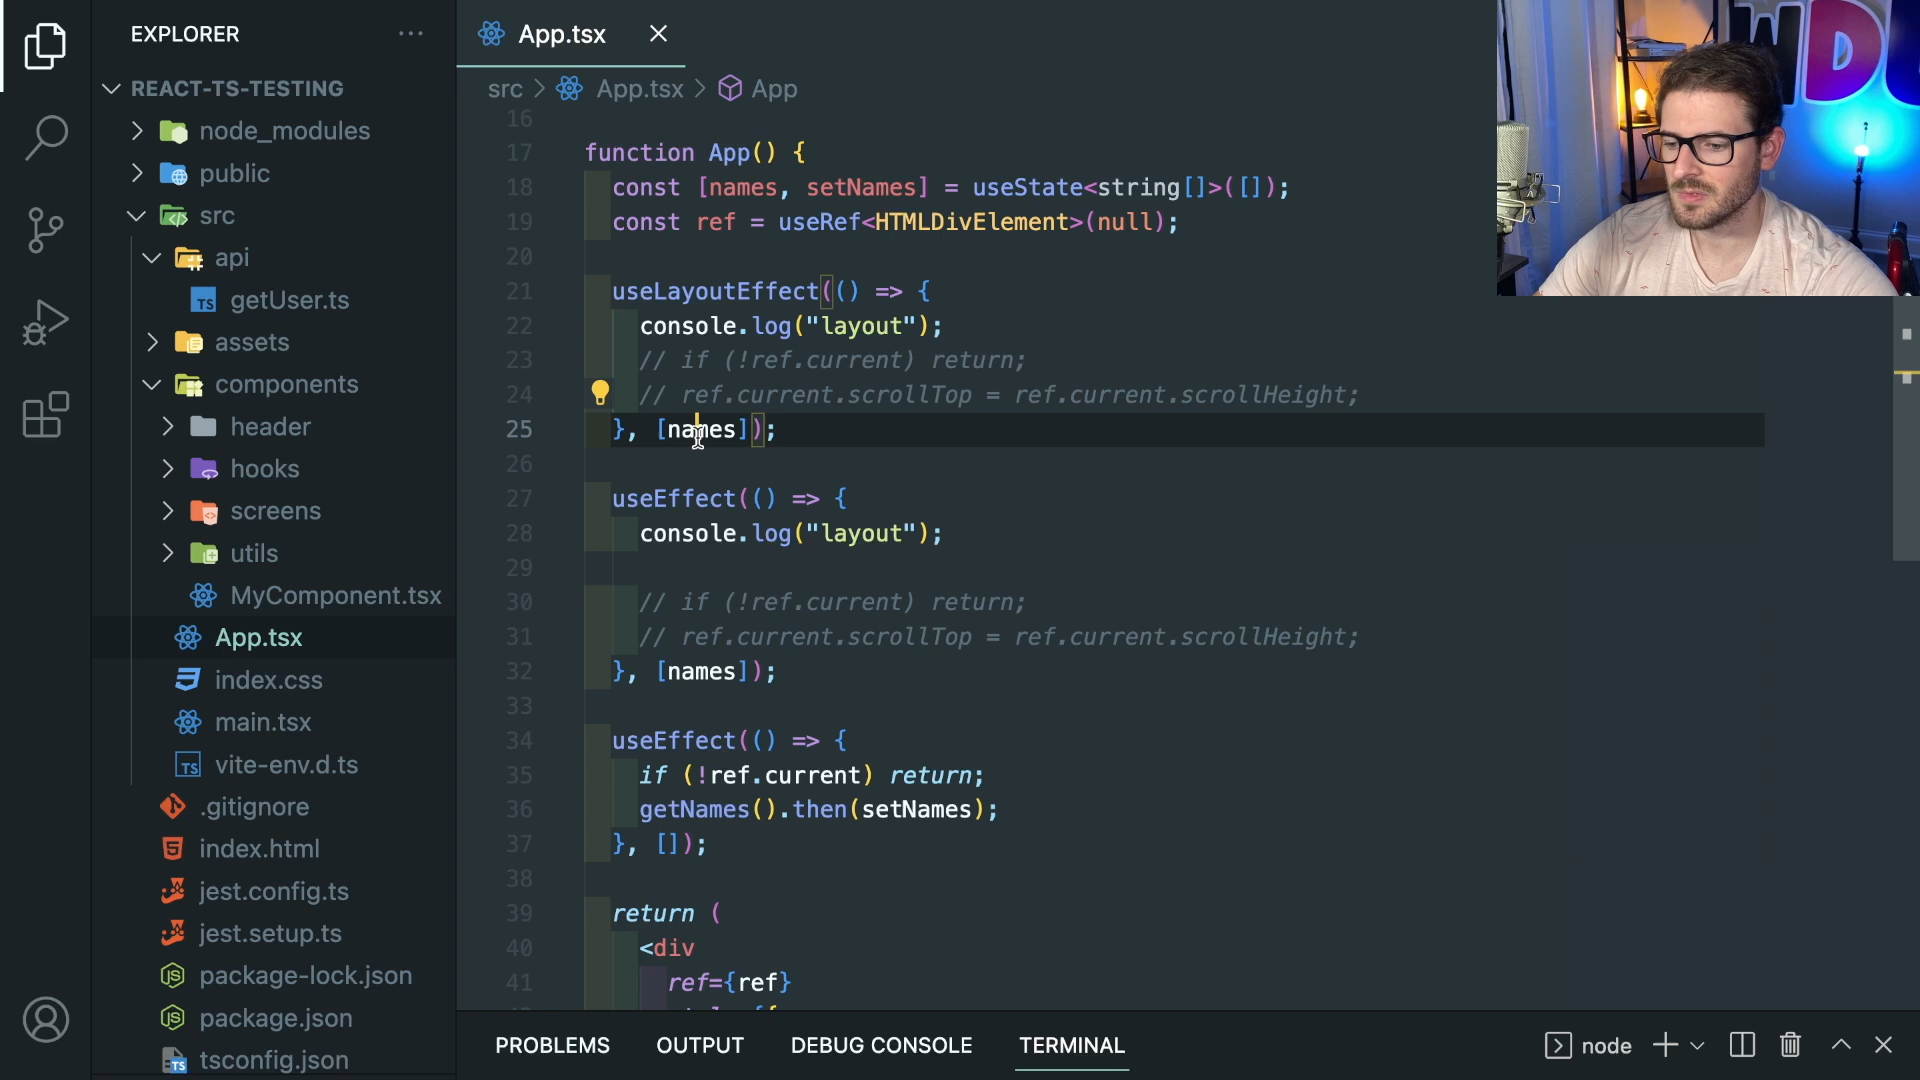 EXPLORER
REACT-TS-TESTING
node_modules
public
src
api
getUser.ts
assets
components
header
hooks
screens
utils
MyComponent.tsx
App.tsx
index.css
main.tsx
vite-env.d.ts
.gitignore
index.html
jest.config.ts
jest.setup.ts
package-lock.json
package.json
tsconfig.json
App.tsx
src > App.tsx > App
16
17 function App() {
18 const [names, setNames] = useState<string[]>([]);
19 const ref = useRef<HTMLDivElement>(null);
20
21 useLayoutEffect(() => {
22 console.log("layout");
23 // if (!ref.current) return;
24 // ref.current.scrollTop = ref.current.scrollHeight;
25 }, [names]);
26
27 useEffect(() => {
28 console.log("layout");
29
30 // if (!ref.current) return;
31 // ref.current.scrollTop = ref.current.scrollHeight;
32 }, [names]);
33
34 useEffect(() => {
35 if (!ref.current) return;
36 getNames().then(setNames);
37 }, []);
38
39 return (
40 <div
41 ref={ref}
PROBLEMS OUTPUT DEBUG CONSOLE TERMINAL
node